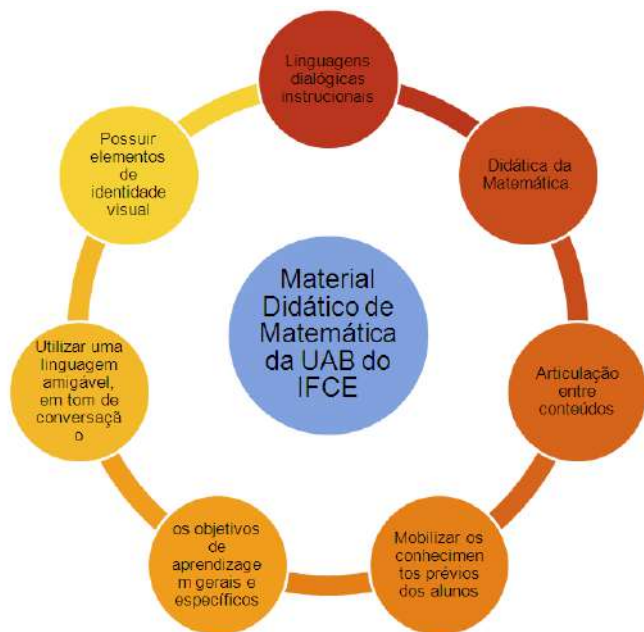 Linguagens
dialógicas
instrucionais
Didática da
Matemática.
Articulação
entre
conteúdos
Mobilizar os
conhecimen
tos prévios
dos alunos
os objetivos
de
aprendizage
m gerais e
específicos
Utilizar uma
linguagem
amigável,
em tom de
conversaçã
o
Possuir
elementos
de
identidade
visual
Material
Didático de
Matemática
da UAB do
IFCE